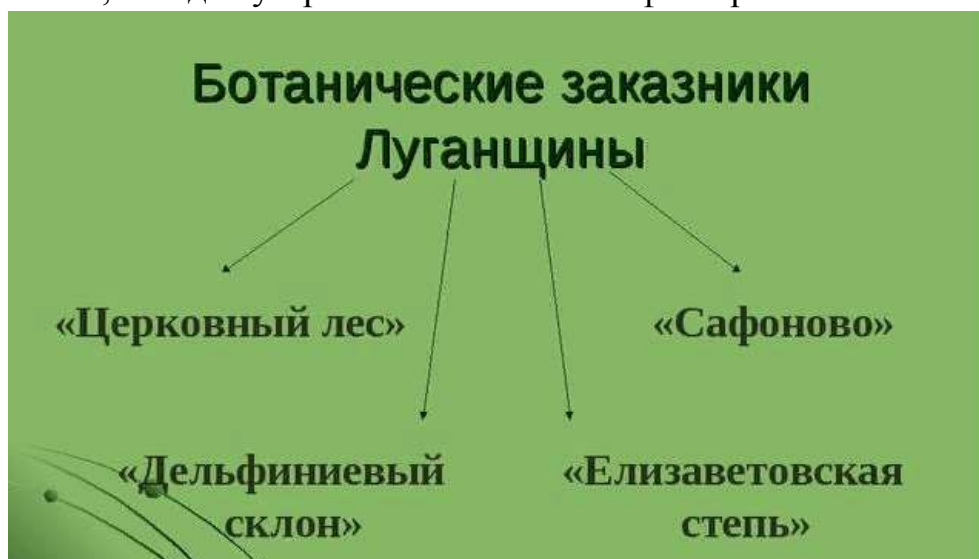 Ботанические заказники
Луганщины
«Церковный лес»
«Сафоново»
«Дельфиниевый
склон»
«Елизаветовская
степь»